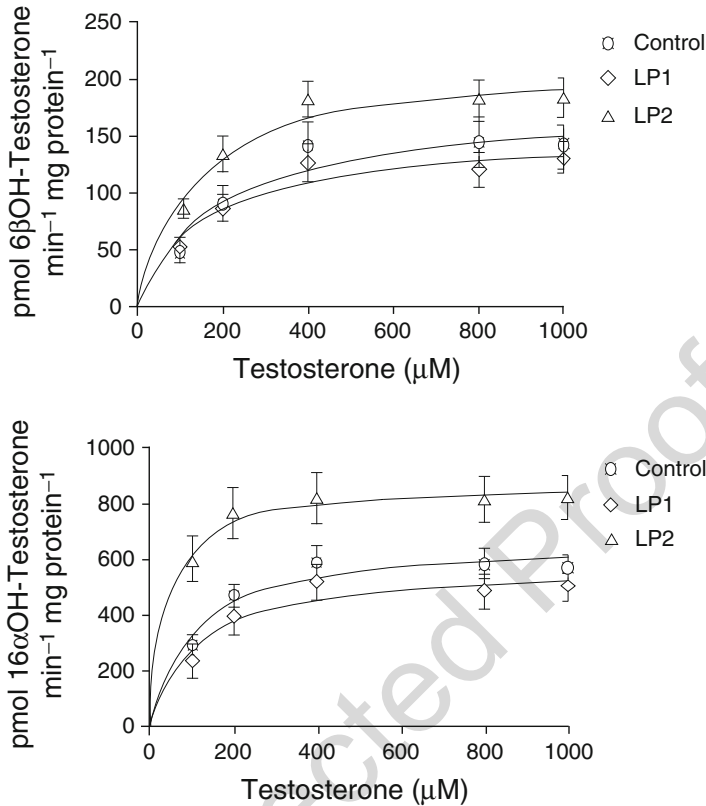 250
200
150
100
50
0
pmol 6βOH-Testosterone
min⁻¹ mg protein⁻¹
0 200 400 600 800 1000
Testosterone (μM)
Control
LP1
LP2
1000
800
600
400
200
0
pmol 16αOH-Testosterone
min⁻¹ mg protein⁻¹
0 200 400 600 800 1000
Testosterone (μM)
Control
LP1
LP2
ected Proof